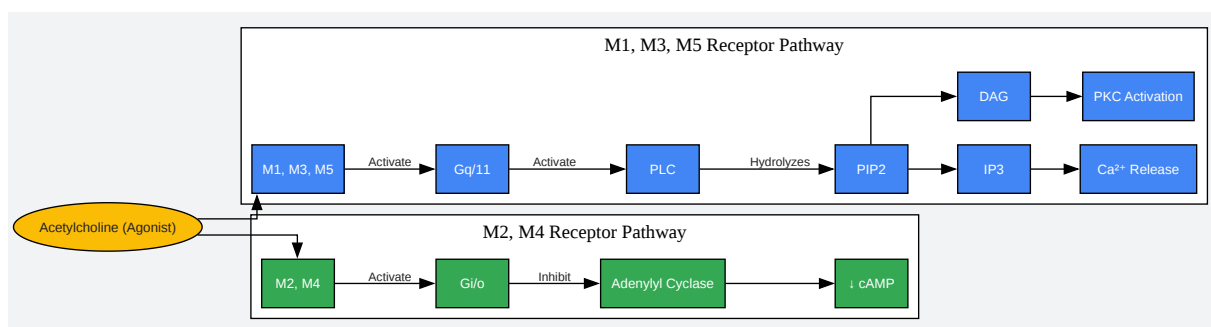 M1, M3, M5 Receptor Pathway
DAG
PKC Activation
M1, M3, M5
Activate
Gq/11
Activate
PLC
Hydrolyzes
PIP2
IP3
Ca²⁺ Release
Acetylcholine (Agonist)
M2, M4 Receptor Pathway
M2, M4
Activate
Gi/o
Inhibit
Adenylyl Cyclase
↓ cAMP